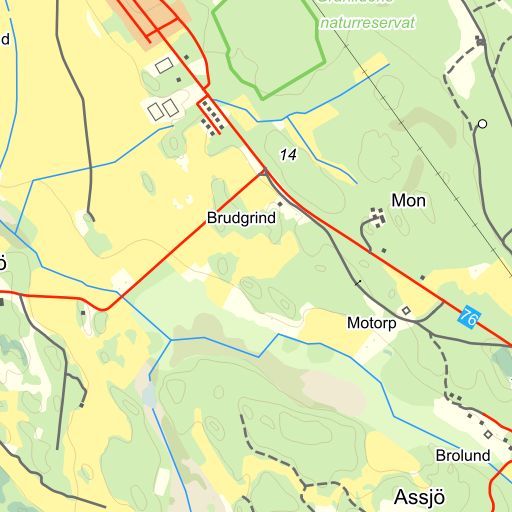 naturreservat
d
14
Mon
Brudgrind
ö
76
Motorp
Brolund
Assjö